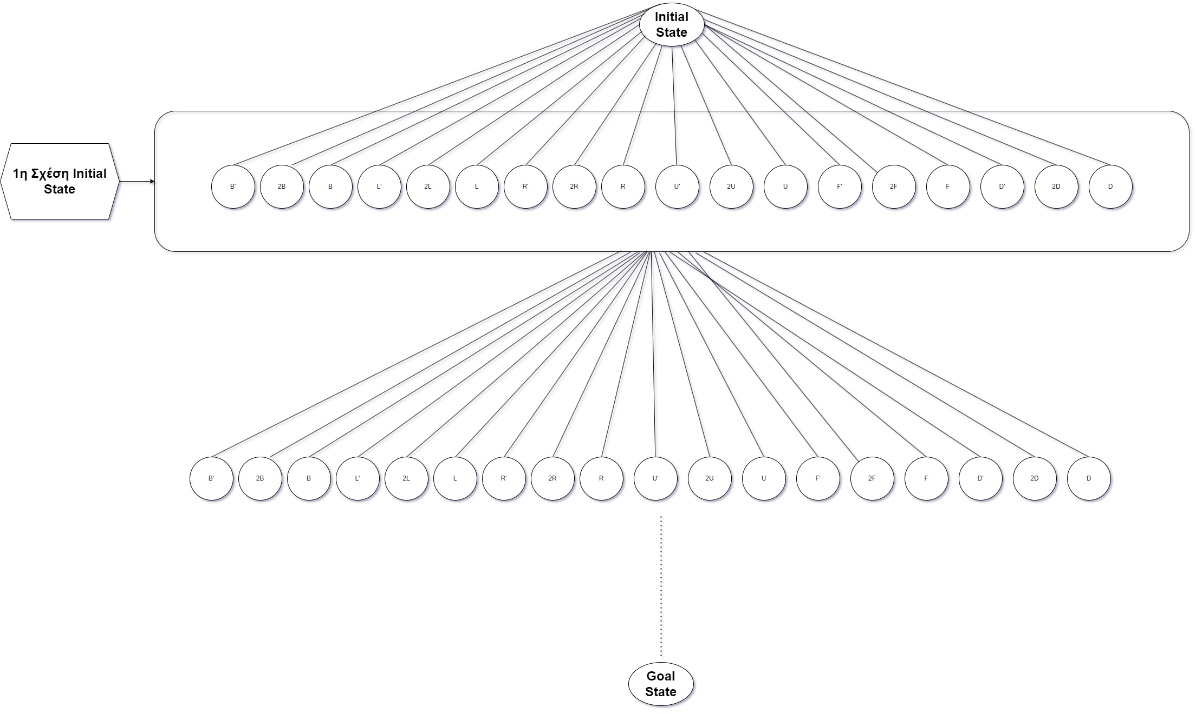 Initial
State
1η Σχέση Initial
State
B' 2B B L' 2L L R' 2R R U' 2U U F' 2F F D' 2D D
B' 2B B L' 2L L R' 2R R U' 2U U F' 2F F D' 2D D
Goal
State